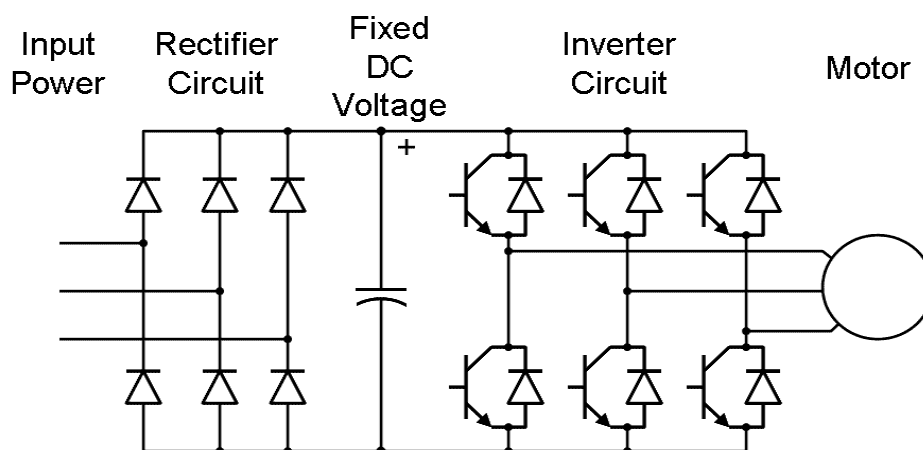 Input
Power
Rectifier
Circuit
Fixed
DC
Voltage
+
Inverter
Circuit
Motor